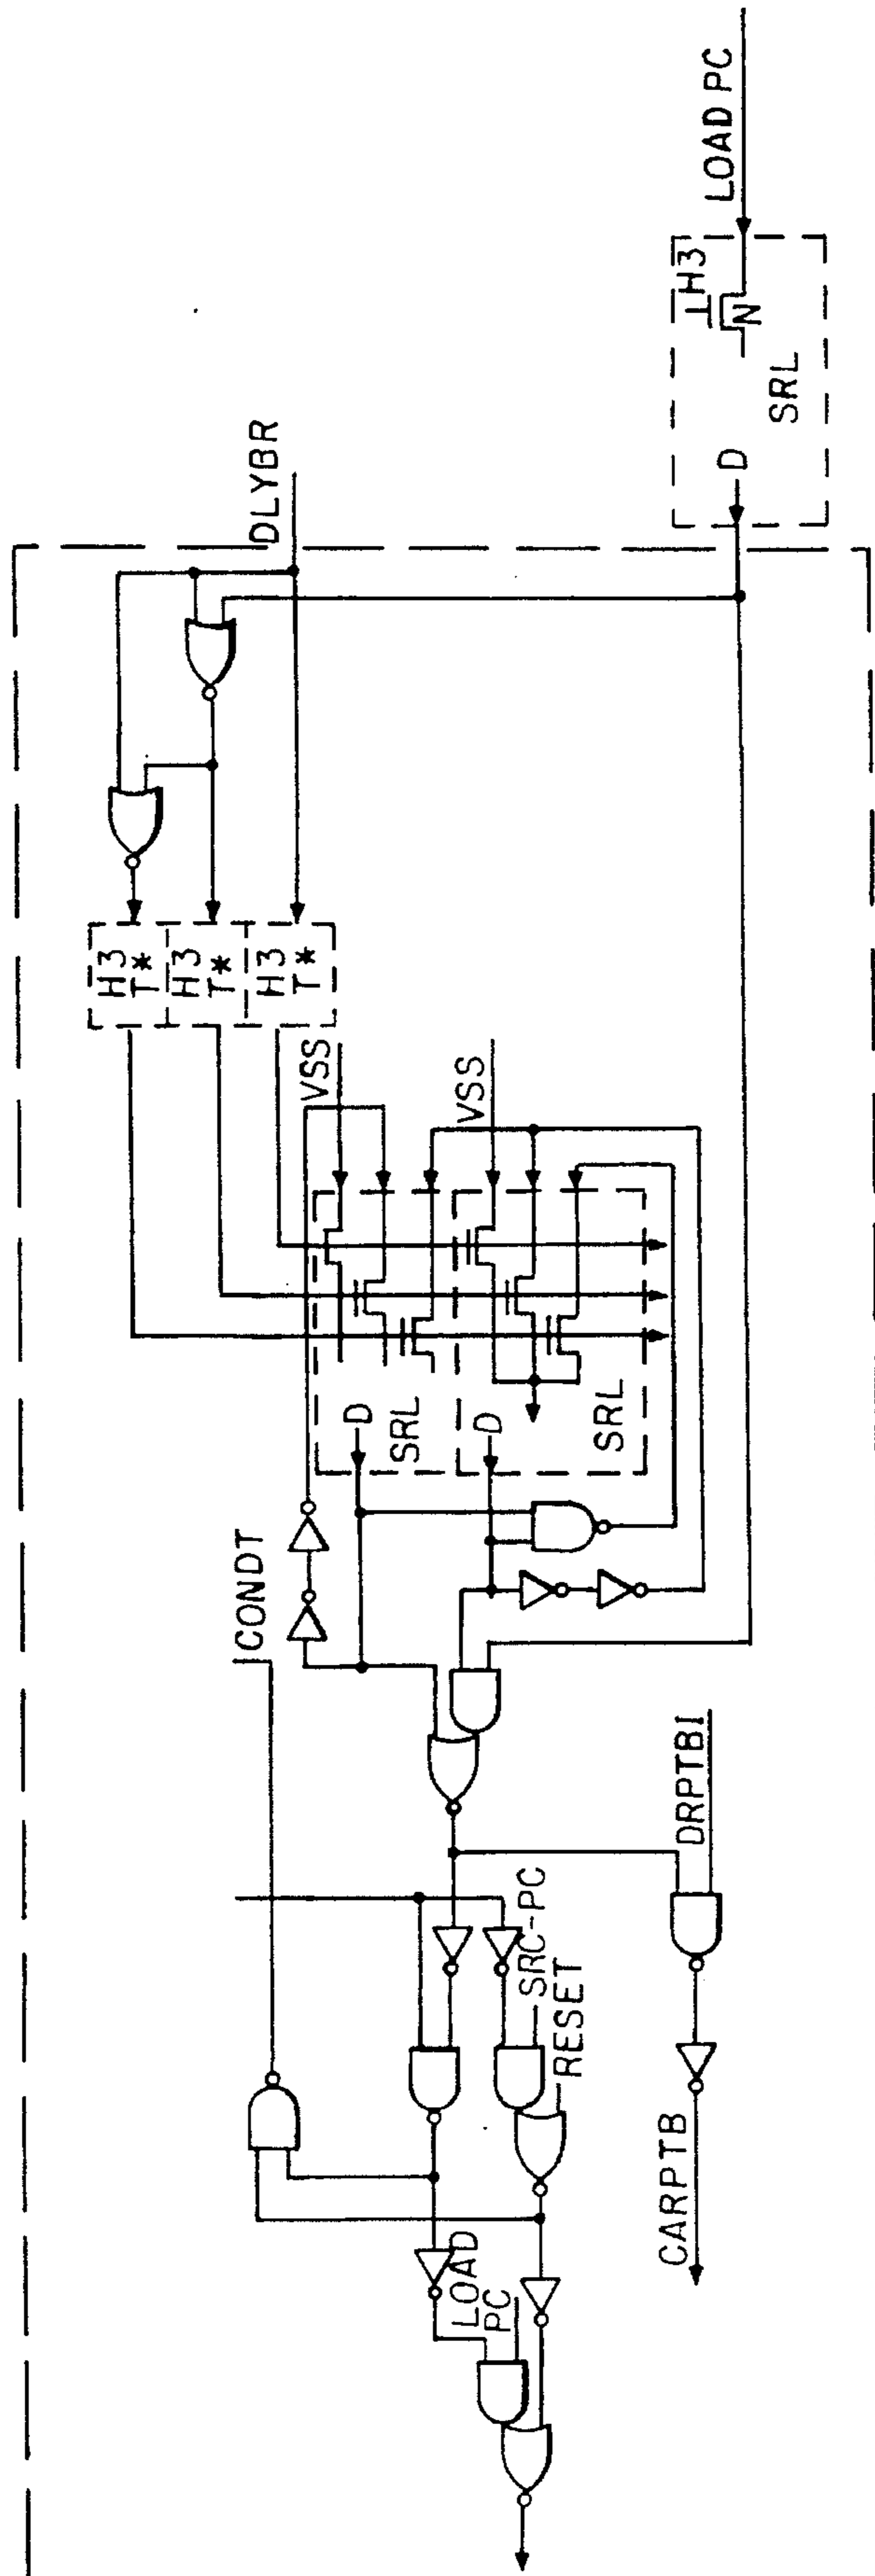 LOAD PC
H3
N
SRL
D
DLYBR
H3
T*
H3
T*
H3
T*
VSS
VSS
D
SRL
D
SRL
ICONDT
DRPTBI
SRC-PC
RESET
LOAD
PC
CARPTB